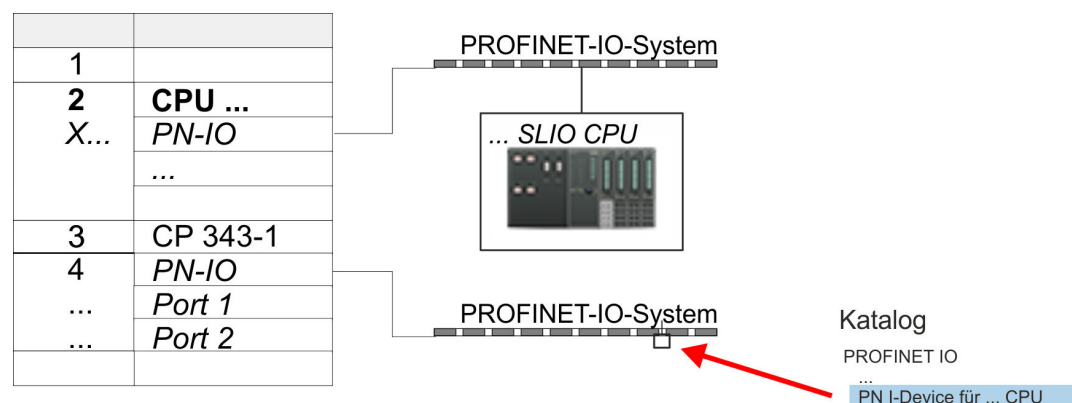 PROFINET-IO-System
1
2 CPU ...
X... PN-IO
... SLIO CPU
...
3 CP 343-1
4 PN-IO
... Port 1
... Port 2
PROFINET-IO-System
Katalog
PROFINET IO
...
PN I-Device für ... CPU